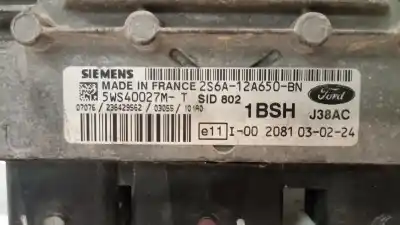 SIEMENS
MADE IN FRANCE 2S6A-12A650-BN
5WS40027M- T SID 802
Ford
07076 / 236429562 / 03055 / 10190
1BSH J38AC
e11 I-00 2081 03-02-24